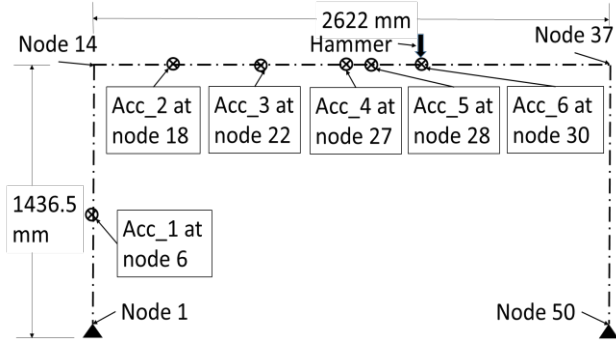 2622 mm
Node 14
Hammer
Node 37
Acc_2 at
node 18
Acc_3 at
node 22
Acc_4 at
node 27
Acc_5 at
node 28
Acc_6 at
node 30
1436.5
mm
Acc_1 at
node 6
Node 1
Node 50